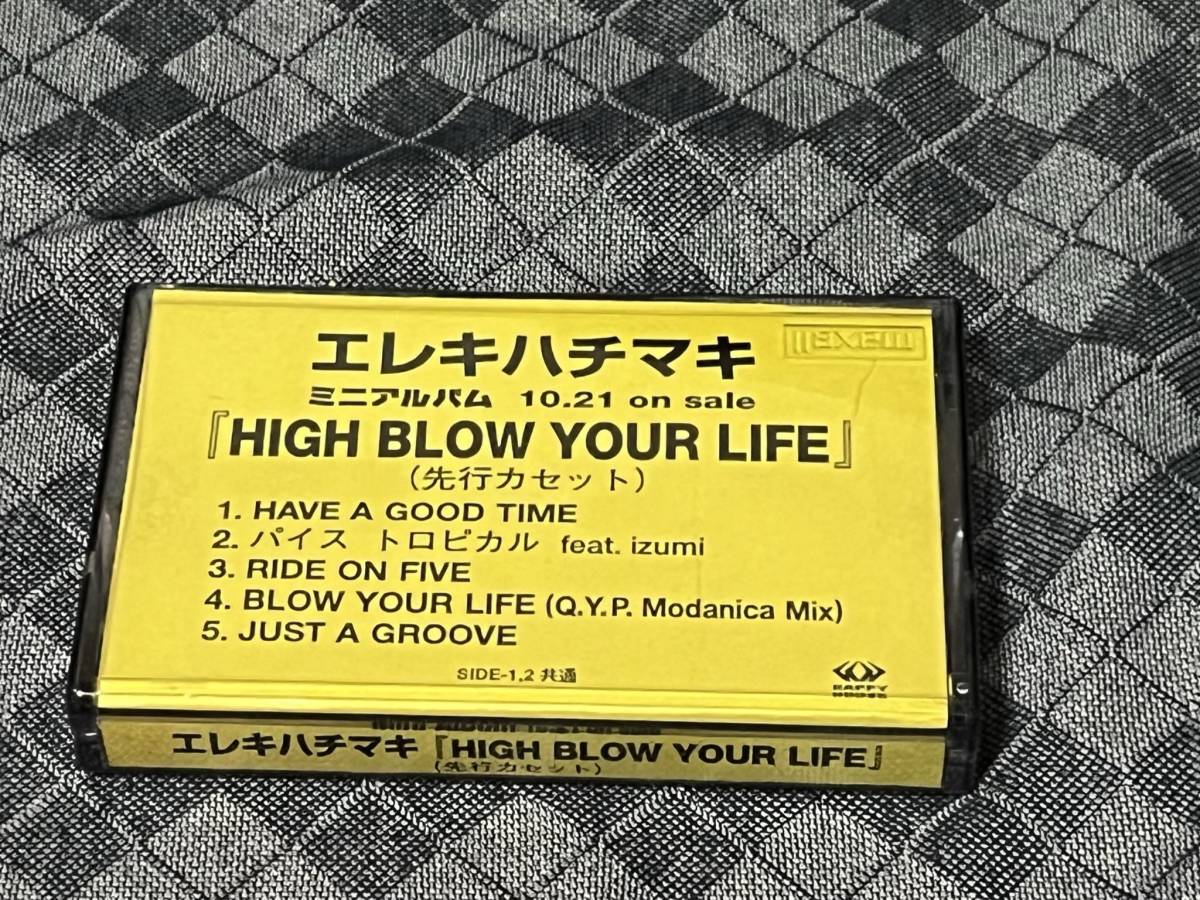 エレキハチマキ
maxell
ミニアルバム 10.21 on sale
『HIGH BLOW YOUR LIFE』
(先行カセット)
1. HAVE A GOOD TIME
2. パイス トロピカル feat. izumi
3. RIDE ON FIVE
4. BLOW YOUR LIFE (Q.Y.P. Modanica Mix)
5. JUST A GROOVE
SIDE-1,2 共通
HAPPY
HOUSE
エレキハチマキ『HIGH BLOW YOUR LIFE』
(先行カセット)